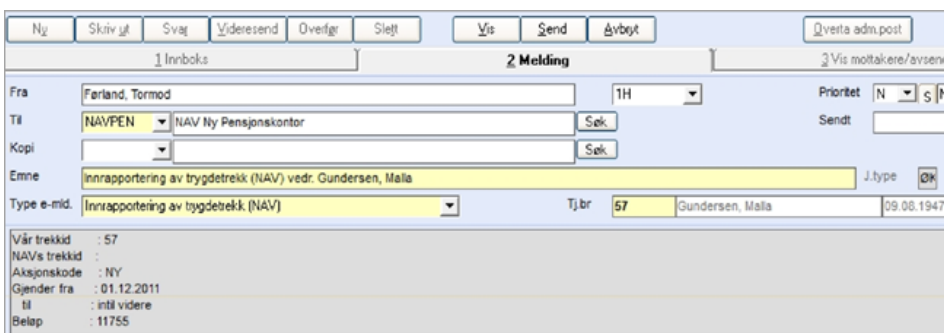 Ny Skriv ut Svar Videresend Overfør Slett Vis Send Avbryt Overta adm.post
1 Innboks 2 Melding 3 Vis mottakere/avsend
Fra Førland, Tormod 1H Prioritet N S N
Til NAVPEN NAV Ny Pensjonskontor Søk Sendt
Kopi Søk
Emne Innrapportering av trygdetrekk (NAV) vedr. Gundersen, Malla J.type ØK
Type e-mld. Innrapportering av trygdetrekk (NAV) Tj.br 57 Gundersen, Malla 09.08.1947
Vår trekkid : 57
NAVs trekkid :
Aksjonskode : NY
Gjender fra : 01.12.2011
til : intil videre
Beløp : 11755